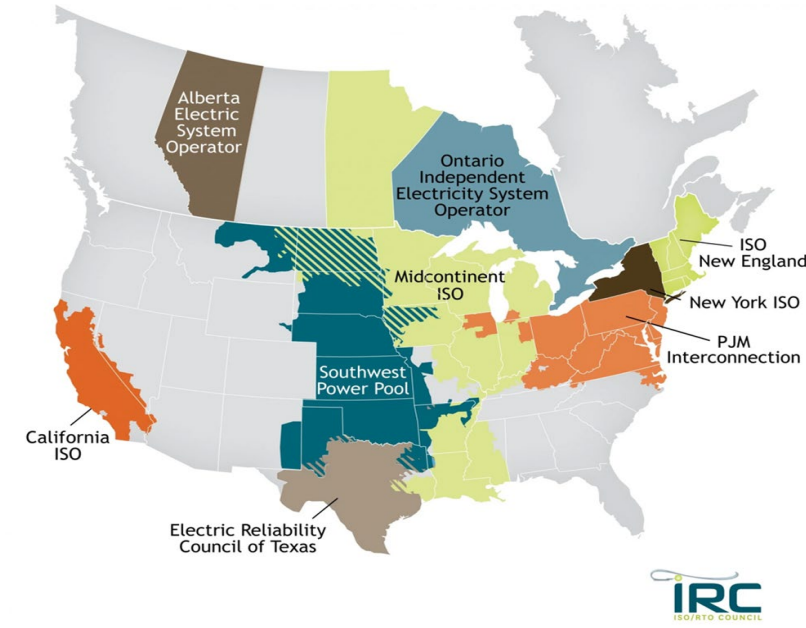 Alberta
Electric
System
Operator
Ontario
Independent
Electricity System
Operator
ISO
New England
Midcontinent
ISO
New York ISO
PJM
Interconnection
Southwest
Power Pool
California
ISO
Electric Reliability
Council of Texas
IRC
ISO/RTO COUNCIL